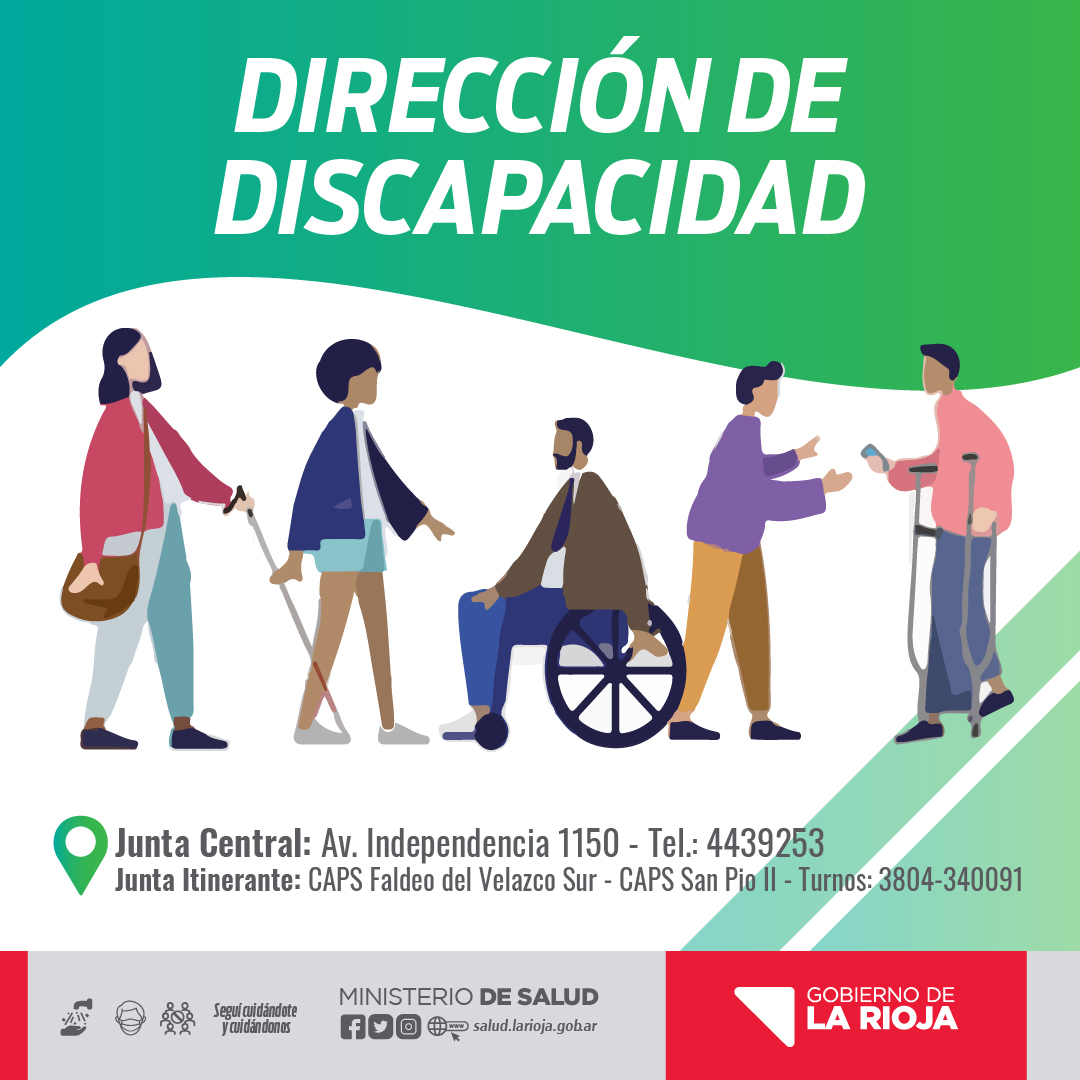 DIRECCIÓN DE
DISCAPACIDAD
Junta Central: Av. Independencia 1150 - Tel.: 4439253
Junta Itinerante: CAPS Faldeo del Velazco Sur - CAPS San Pio II - Turnos: 3804-340091
Seguí cuidándote
y cuidándonos
MINISTERIO DE SALUD
www salud.larioja.gob.ar
GOBIERNO DE
LA RIOJA